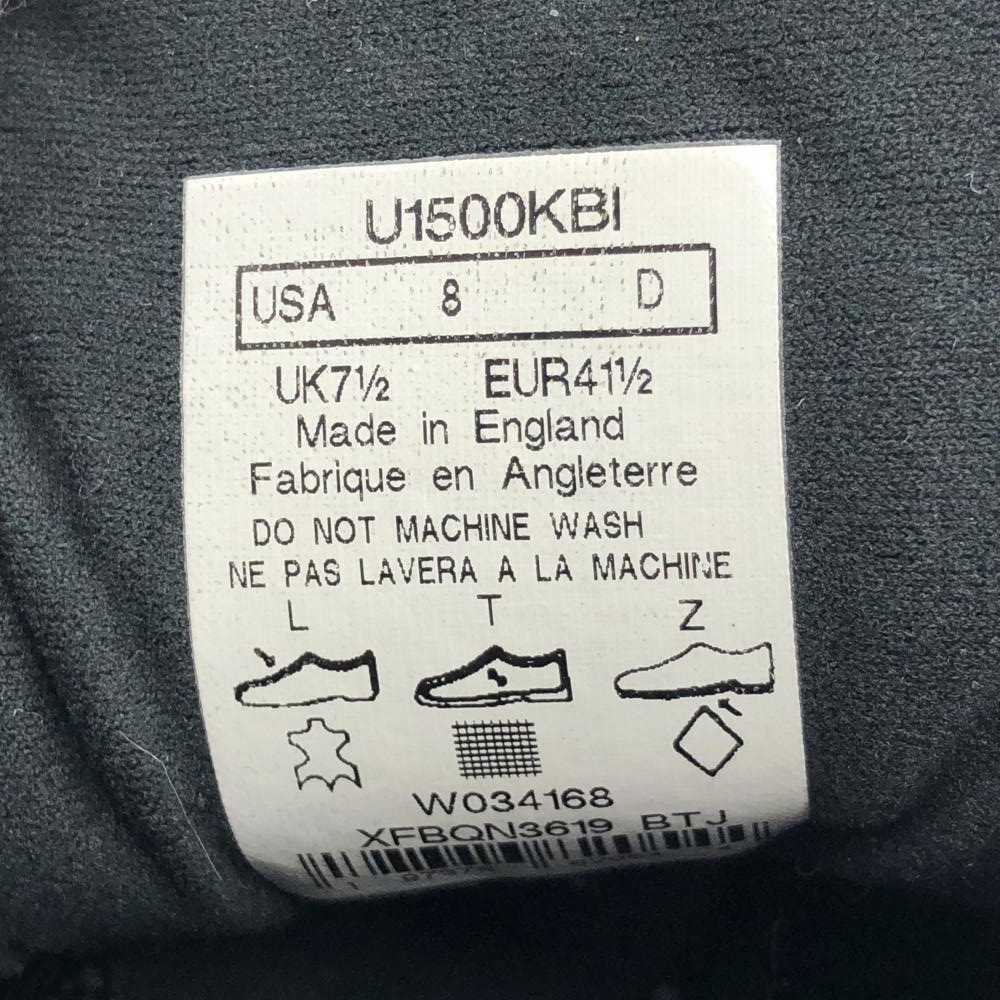 U1500KBI
USA 8 D
UK7½ EUR41½
Made in England
Fabrique en Angleterre
DO NOT MACHINE WASH
NE PAS LAVERA A LA MACHINE
L T Z
W034168
XFBQN3619 BTJ